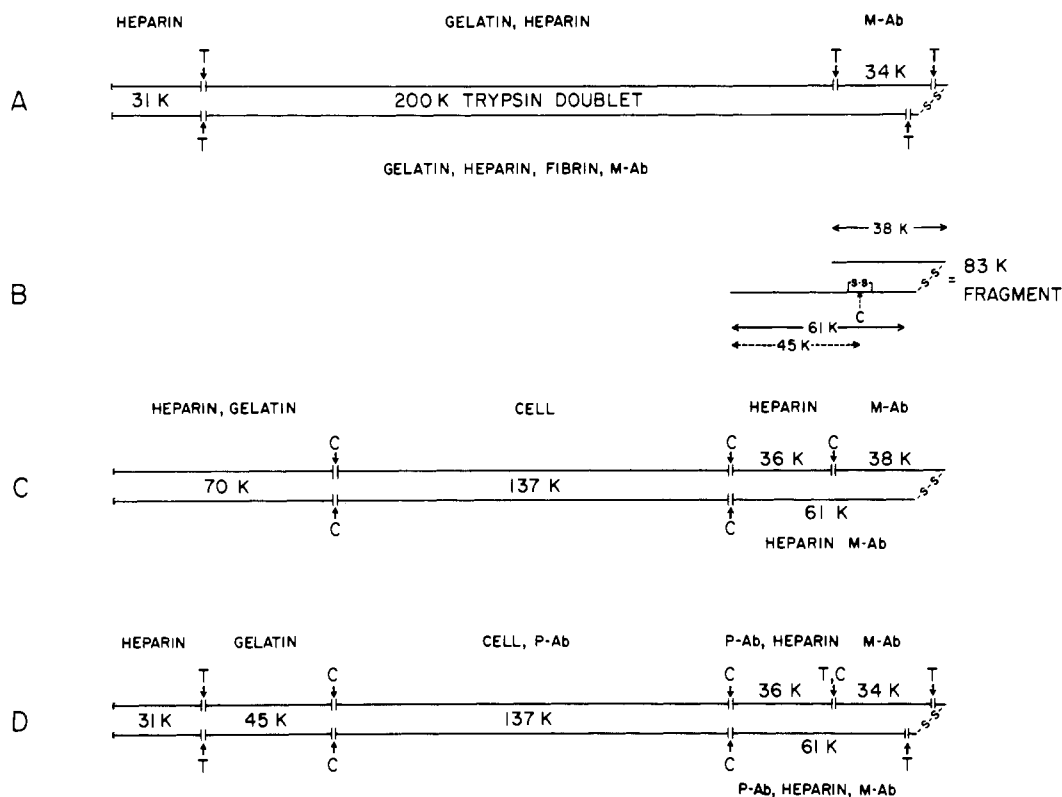 HEPARIN GELATIN, HEPARIN M-Ab
T T T
34 K
A 31 K 200 K TRYPSIN DOUBLET S-S
T T
GELATIN, HEPARIN, FIBRIN, M-Ab
38 K
B S-S S-S = 83 K FRAGMENT
C
61 K
45 K
HEPARIN, GELATIN CELL HEPARIN M-Ab
C C C
36 K 38 K
C 70 K 137 K S-S
61 K
C C
HEPARIN M-Ab
HEPARIN GELATIN CELL, P-Ab P-Ab, HEPARIN M-Ab
T C C T,C T
36 K 34 K
D 31K 45 K 137 K S-S
61K
T C C T
P-Ab, HEPARIN, M-Ab